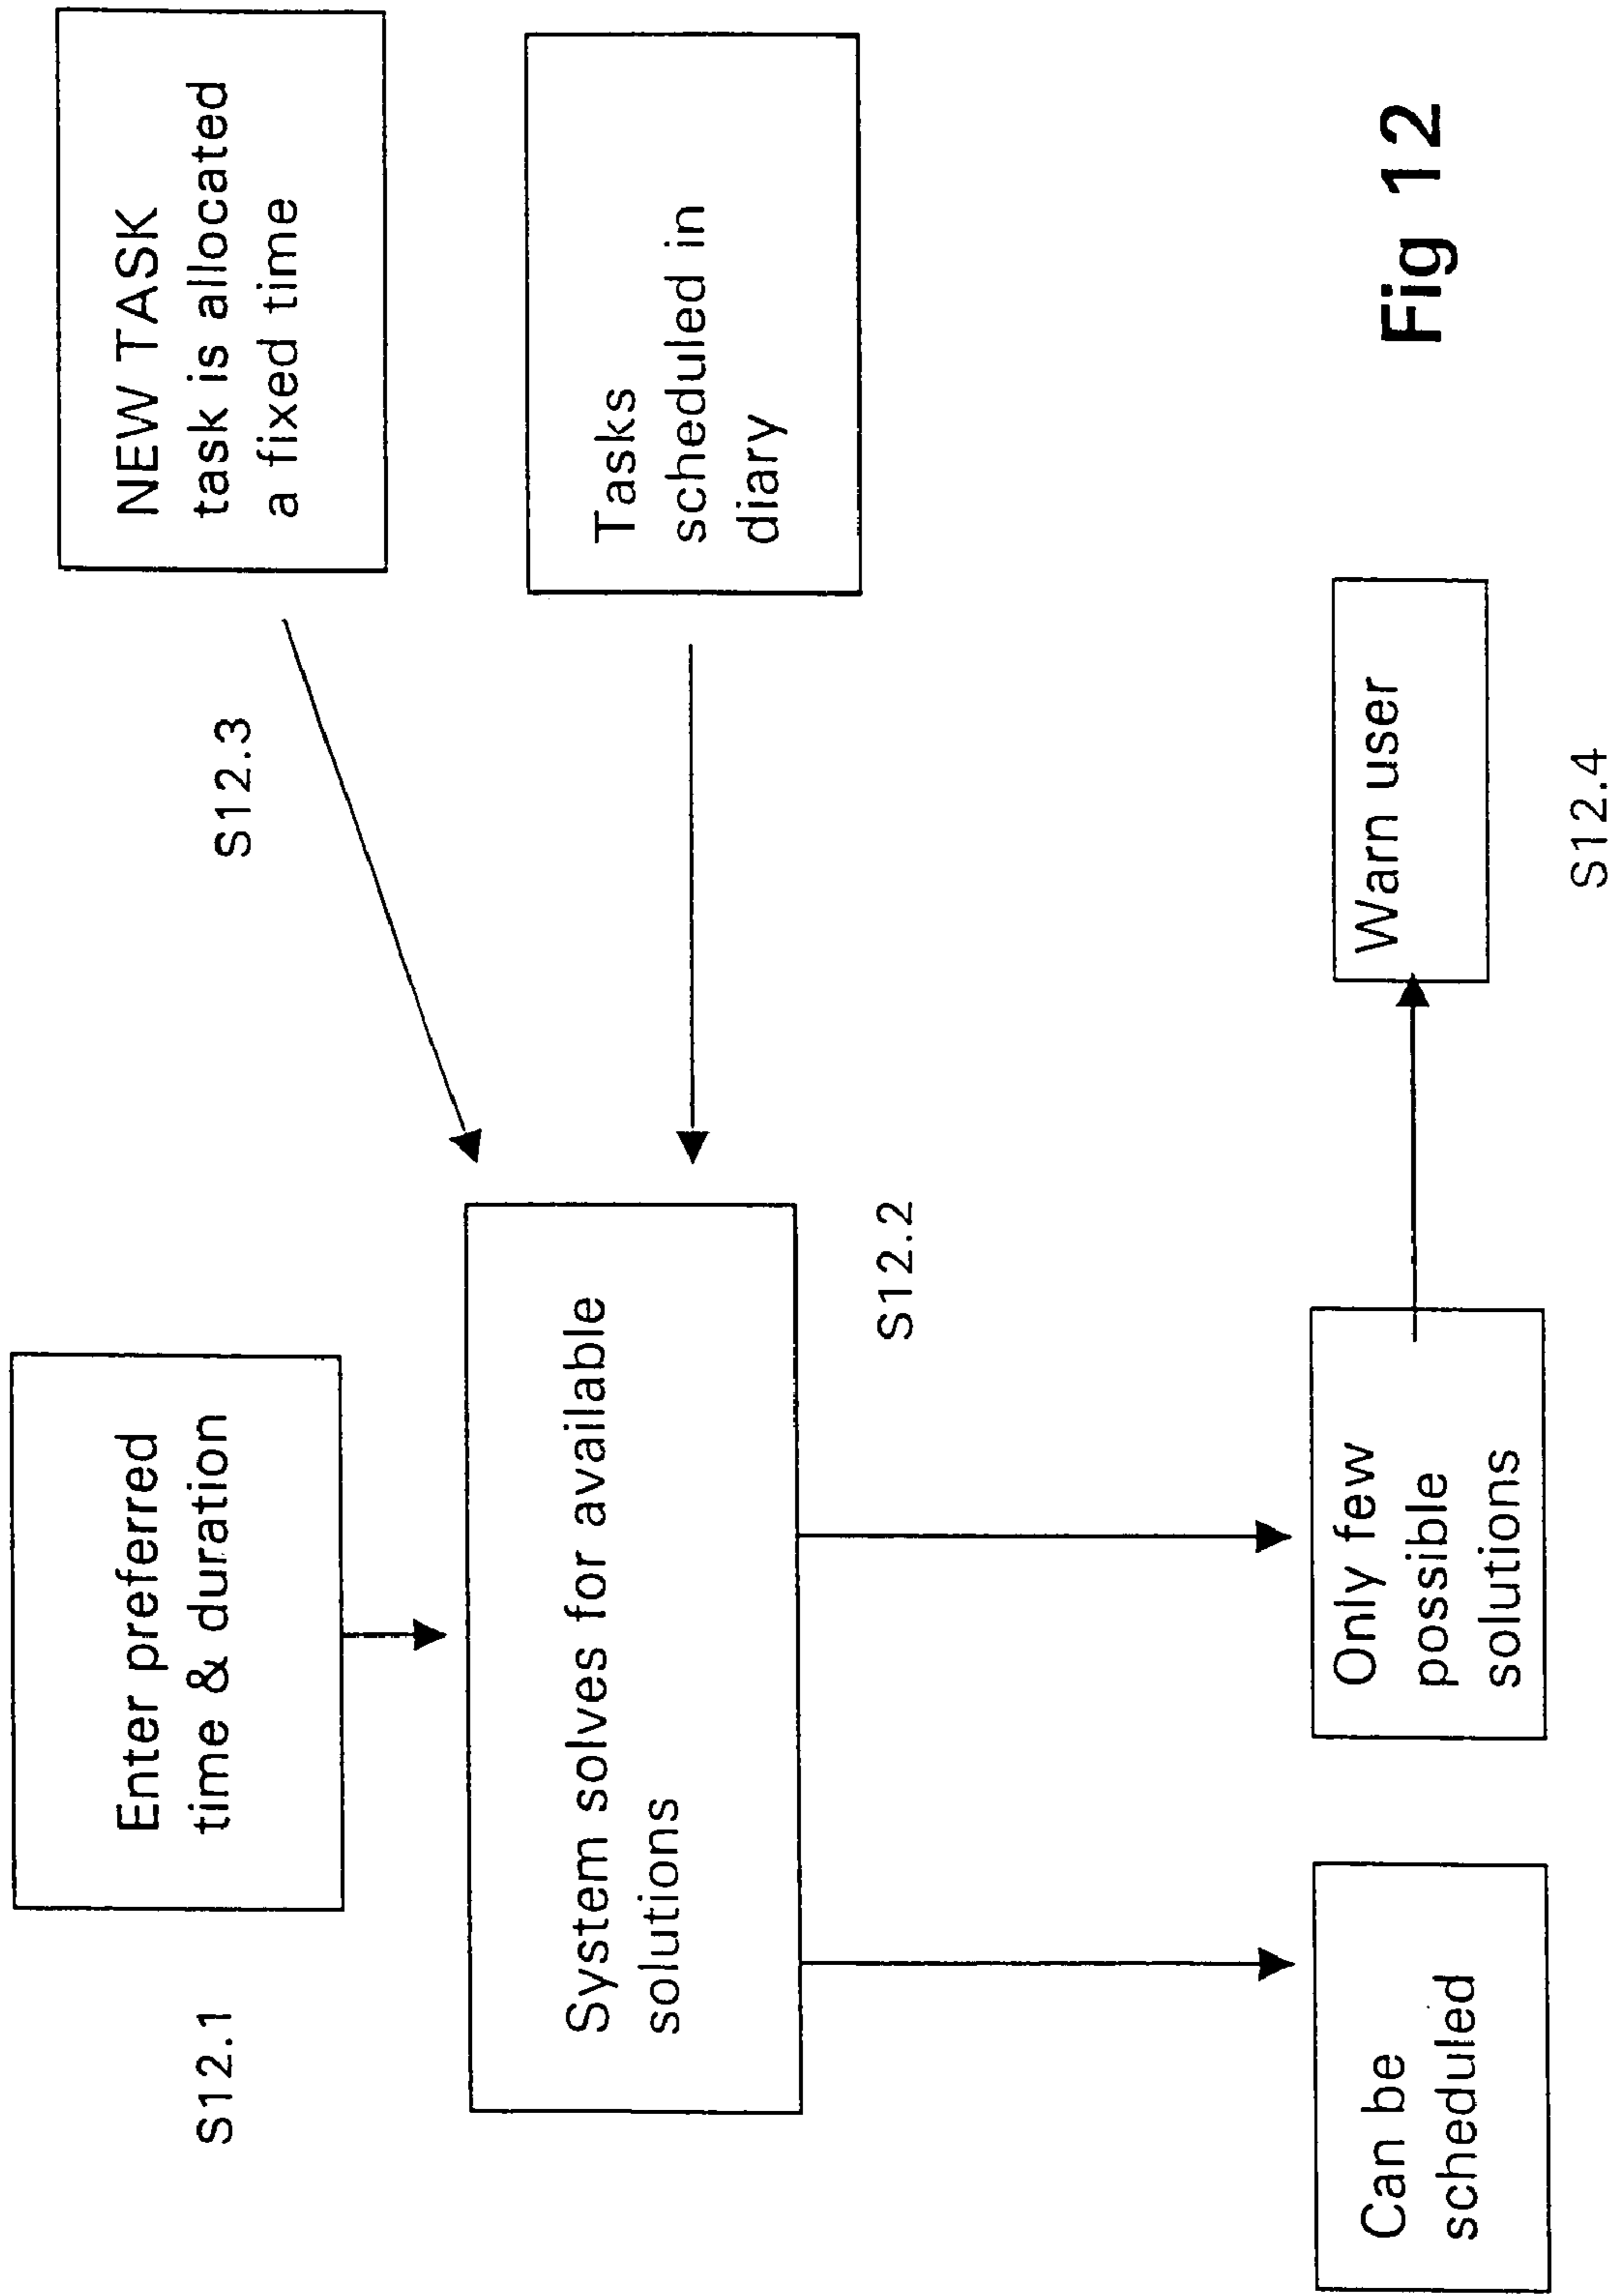 S12.1
Enter preferred
time & duration
S12.3
NEW TASK
task is allocated
a fixed time
System solves for available
solutions
S12.2
Tasks
scheduled in
diary
Can be
scheduled
Only few
possible
solutions
Warn user
S12.4
Fig 12